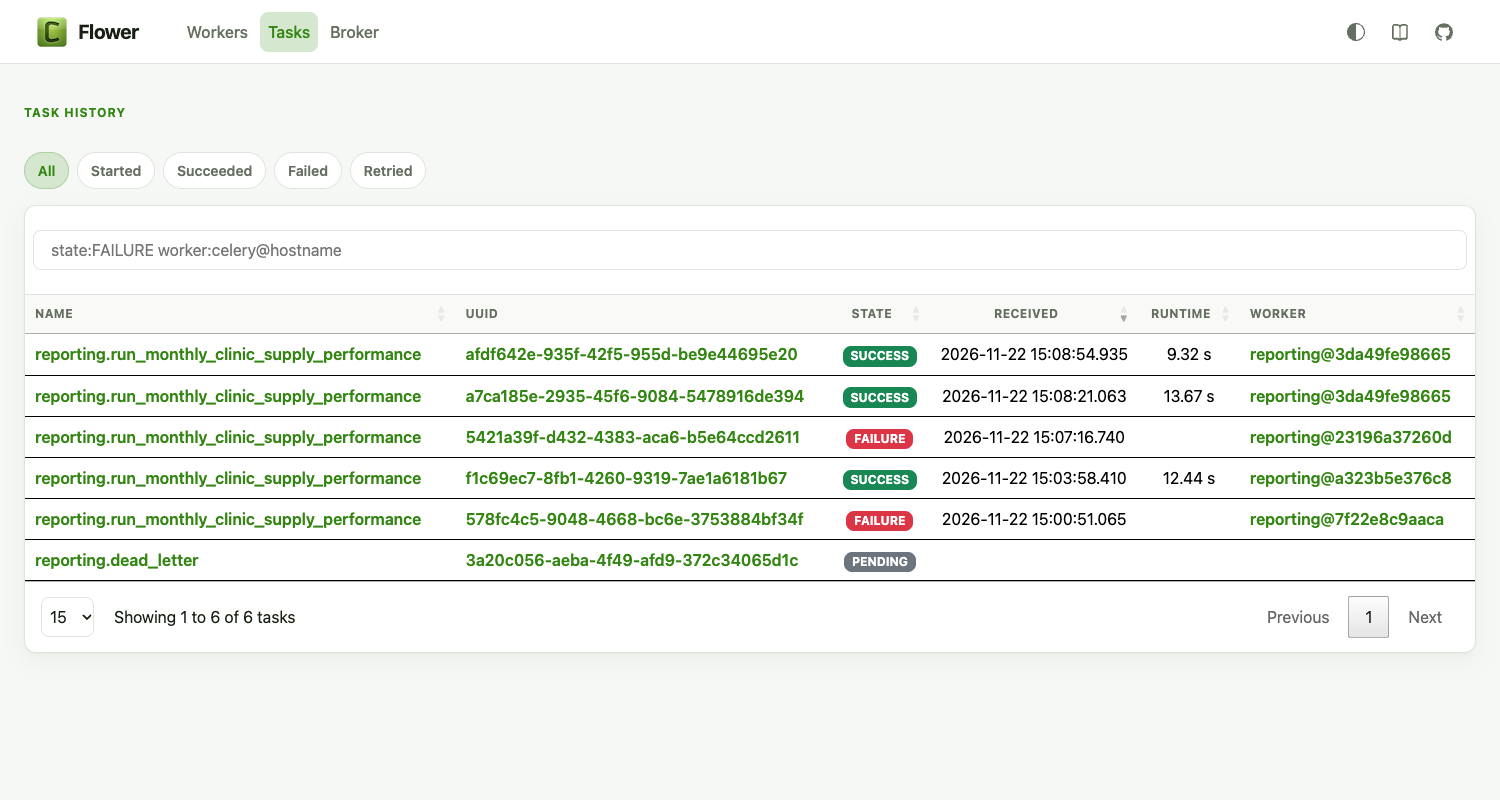 C Flower Workers Tasks Broker
TASK HISTORY
All Started Succeeded Failed Retried
state:FAILURE worker:celery@hostname
NAME UUID STATE RECEIVED RUNTIME WORKER
reporting.run_monthly_clinic_supply_performance afdf642e-935f-42f5-955d-be9e44695e20 SUCCESS 2026-11-22 15:08:54.935 9.32 s reporting@3da49fe98665
reporting.run_monthly_clinic_supply_performance a7ca185e-2935-45f6-9084-5478916de394 SUCCESS 2026-11-22 15:08:21.063 13.67 s reporting@3da49fe98665
reporting.run_monthly_clinic_supply_performance 5421a39f-d432-4383-aca6-b5e64ccd2611 FAILURE 2026-11-22 15:07:16.740 reporting@23196a37260d
reporting.run_monthly_clinic_supply_performance f1c69ec7-8fb1-4260-9319-7ae1a6181b67 SUCCESS 2026-11-22 15:03:58.410 12.44 s reporting@a323b5e376c8
reporting.run_monthly_clinic_supply_performance 578fc4c5-9048-4668-bc6e-3753884bf34f FAILURE 2026-11-22 15:00:51.065 reporting@7f22e8c9aaca
reporting.dead_letter 3a20c056-aeba-4f49-afd9-372c34065d1c PENDING
15 Showing 1 to 6 of 6 tasks Previous 1 Next